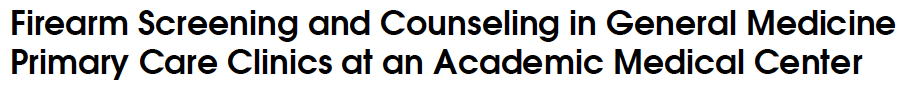 Firearm Screening and Counseling in General Medicine
Primary Care Clinics at an Academic Medical Center